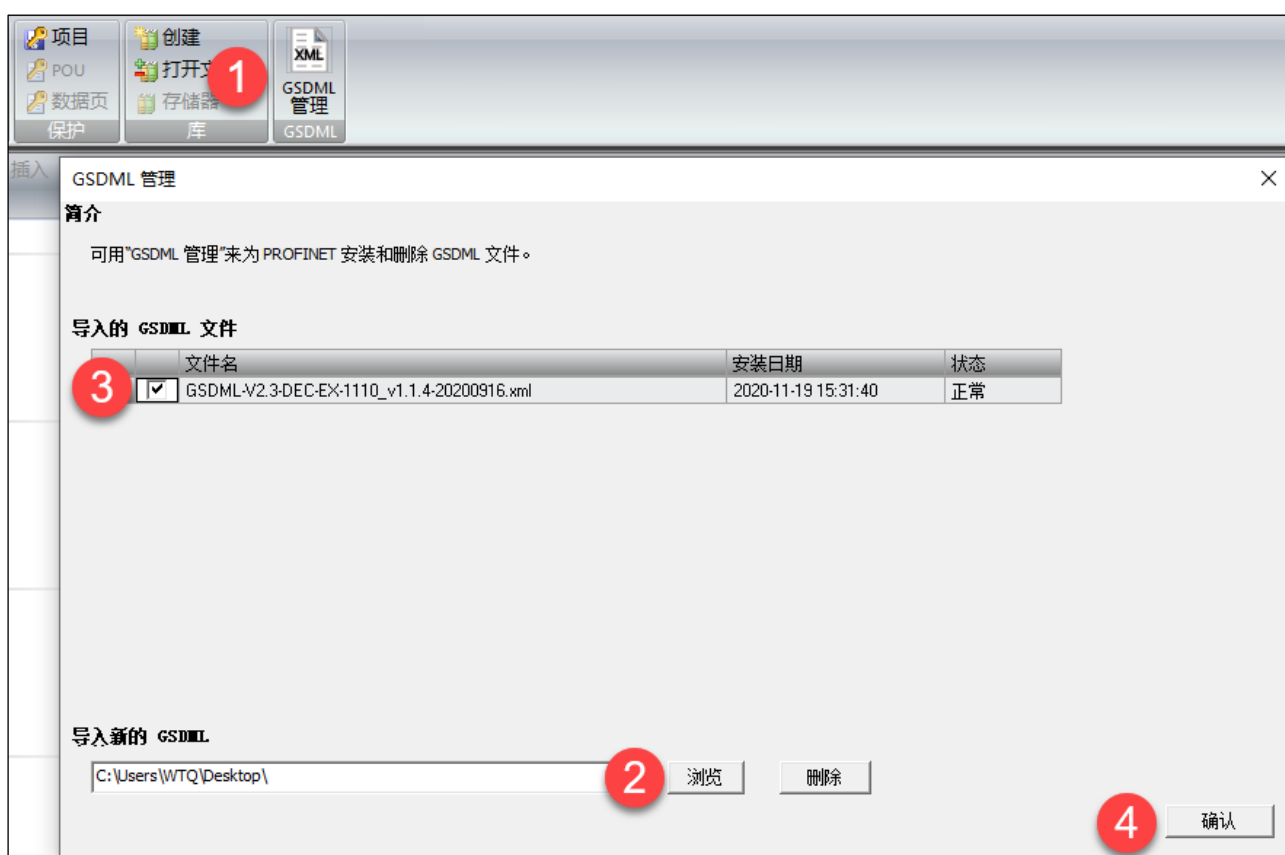 项目
POU
数据页
保护
创建
打开文
存储器
库
1
XML
GSDML
管理
GSDML
插入
GSDML 管理
简介
可用"GSDML 管理"来为 PROFINET 安装和删除 GSDML 文件。
导入的 GSDML 文件
文件名 安装日期 状态
3
GSDML-V2.3-DEC-EX-1110_v1.1.4-20200916.xml 2020-11-19 15:31:40 正常
导入新的 GSDML
C:\Users\WTQ\Desktop\ 2 浏览 删除
4 确认